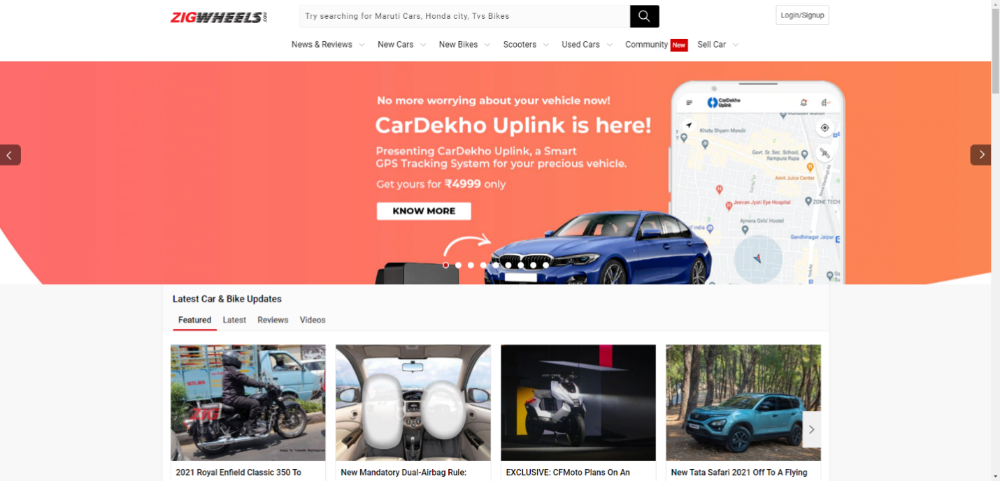 ZIGWHEELS
.COM
Try searching for Maruti Cars, Honda city, Tvs Bikes
Login/Signup
News & Reviews
New Cars
New Bikes
Scooters
Used Cars
Community New
Sell Car
No more worrying about your vehicle now!
CarDekho Uplink is here!
Presenting CarDekho Uplink, a Smart
GPS Tracking System for your precious vehicle.
Get yours for ₹4999 only
KNOW MORE
CarDekho
Uplink
Khatu Shyam Mandir
Govt. Sr. Sec. School,
Rampura Rupa
Amit Juice Center
Jeevan Jyoti Eye Hospital
ZONE TECH
Ajmera Girls' Hostel
of india
Gandhinagar Jaipur
Latest Car & Bike Updates
Featured
Latest
Reviews
Videos
ZIG
2021 Royal Enfield Classic 350 To
New Mandatory Dual-Airbag Rule:
EXCLUSIVE: CFMoto Plans On An
New Tata Safari 2021 Off To A Flying